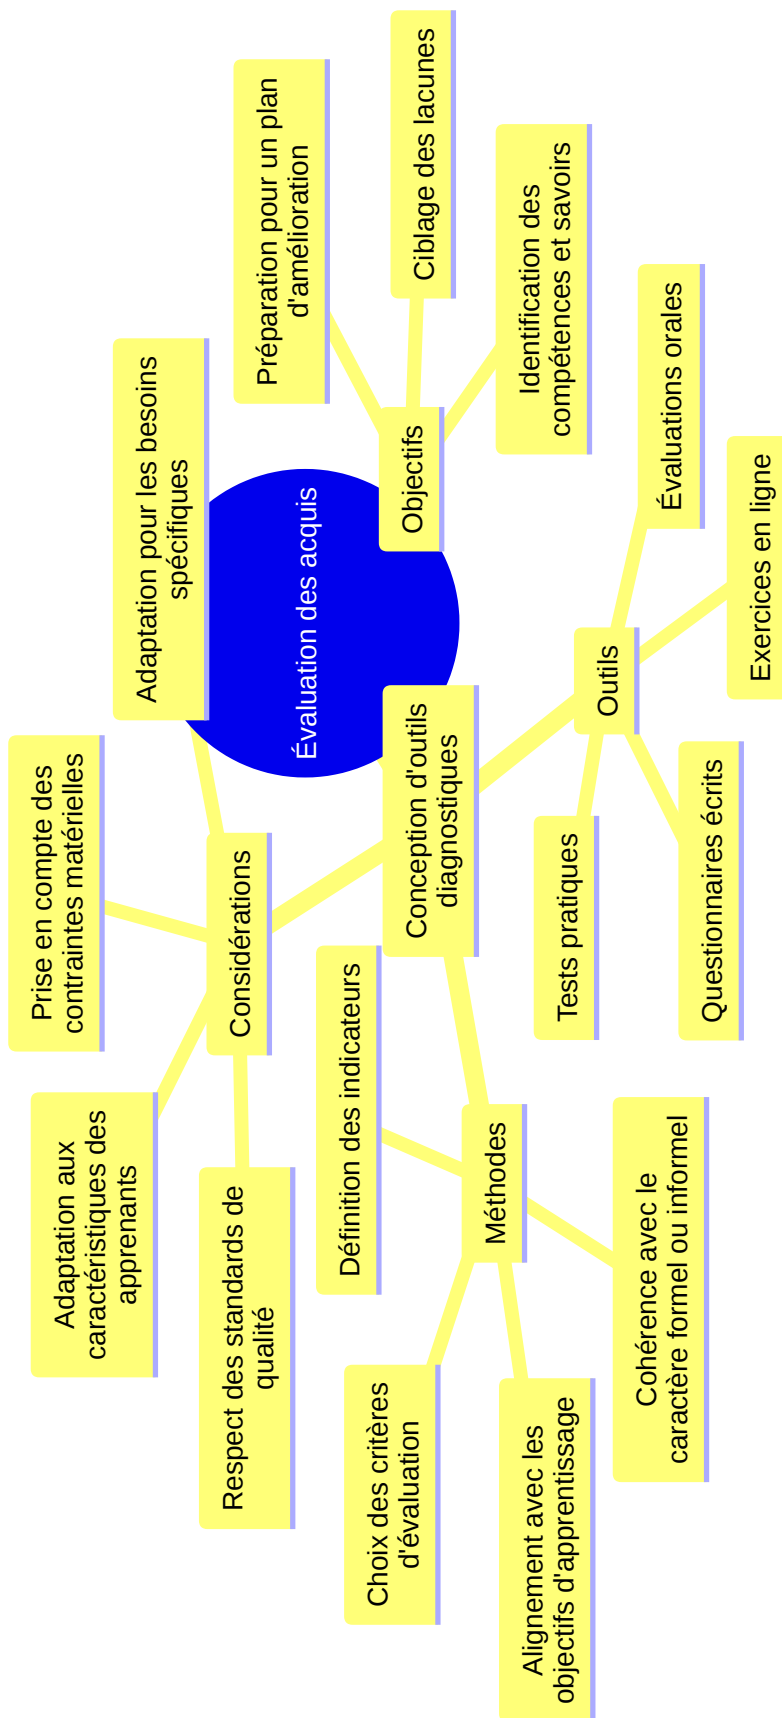 Évaluation des acquis
Conception d'outils
diagnostiques
Objectifs
Préparation pour un plan
d'amélioration
Ciblage des lacunes
Identification des
compétences et savoirs
Outils
Évaluations orales
Exercices en ligne
Questionnaires écrits
Tests pratiques
Méthodes
Définition des indicateurs
Choix des critères
d'évaluation
Alignement avec les
objectifs d'apprentissage
Cohérence avec le
caractère formel ou informel
Considérations
Adaptation pour les besoins
spécifiques
Prise en compte des
contraintes matérielles
Adaptation aux
caractéristiques des
apprenants
Respect des standards de
qualité